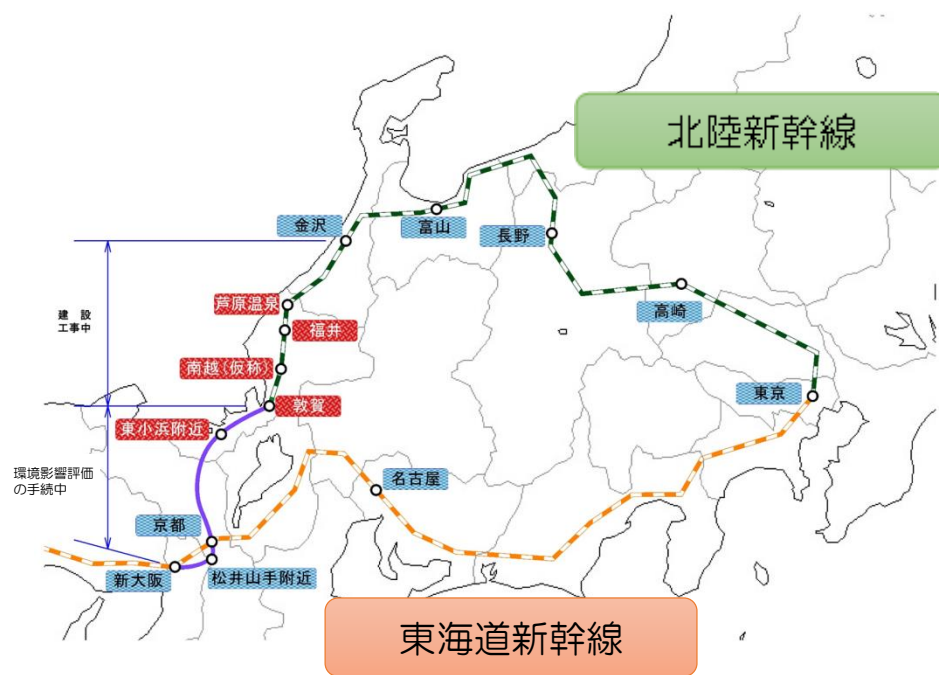 北陸新幹線
金沢
富山
長野
芦原温泉
高崎
建　設
工事中
福井
南越(仮称)
東京
敦賀
東小浜附近
環境影響評価
の手続中
名古屋
京都
新大阪
松井山手附近
東海道新幹線